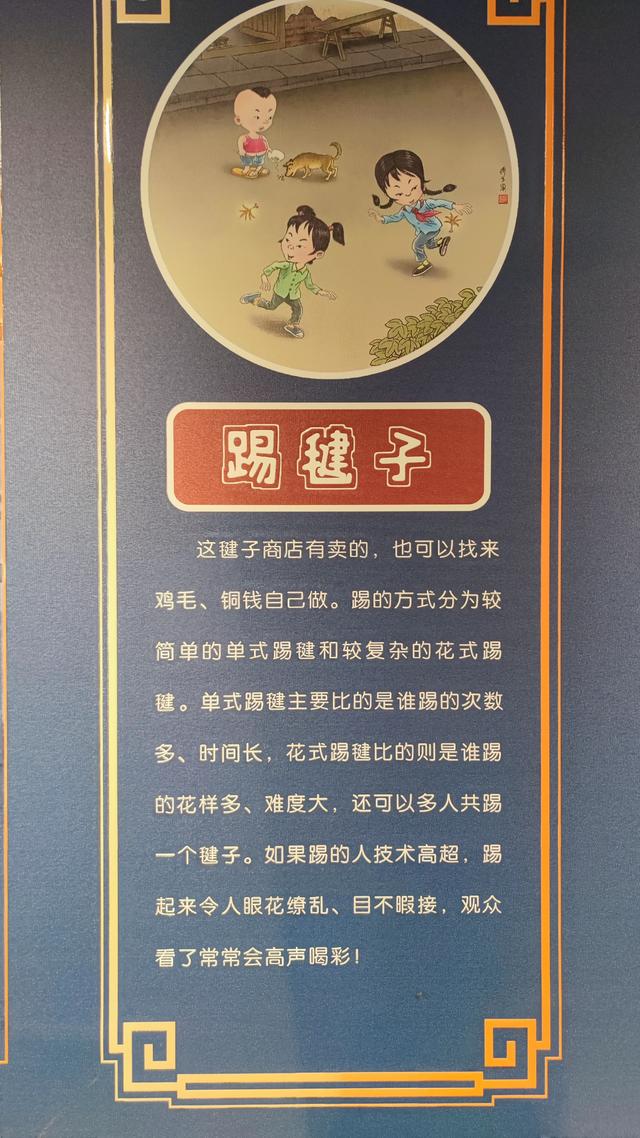 踢毽子
这毽子商店有卖的，也可以找来
鸡毛、铜钱自己做。踢的方式分为较
简单的单式踢毽和较复杂的花式踢
毽。单式踢毽主要比的是谁踢的次数
多、时间长，花式踢毽比的则是谁踢
的花样多、难度大，还可以多人共踢
一个毽子。如果踢的人技术高超，踢
起来令人眼花缭乱、目不暇接，观众
看了常常会高声喝彩！